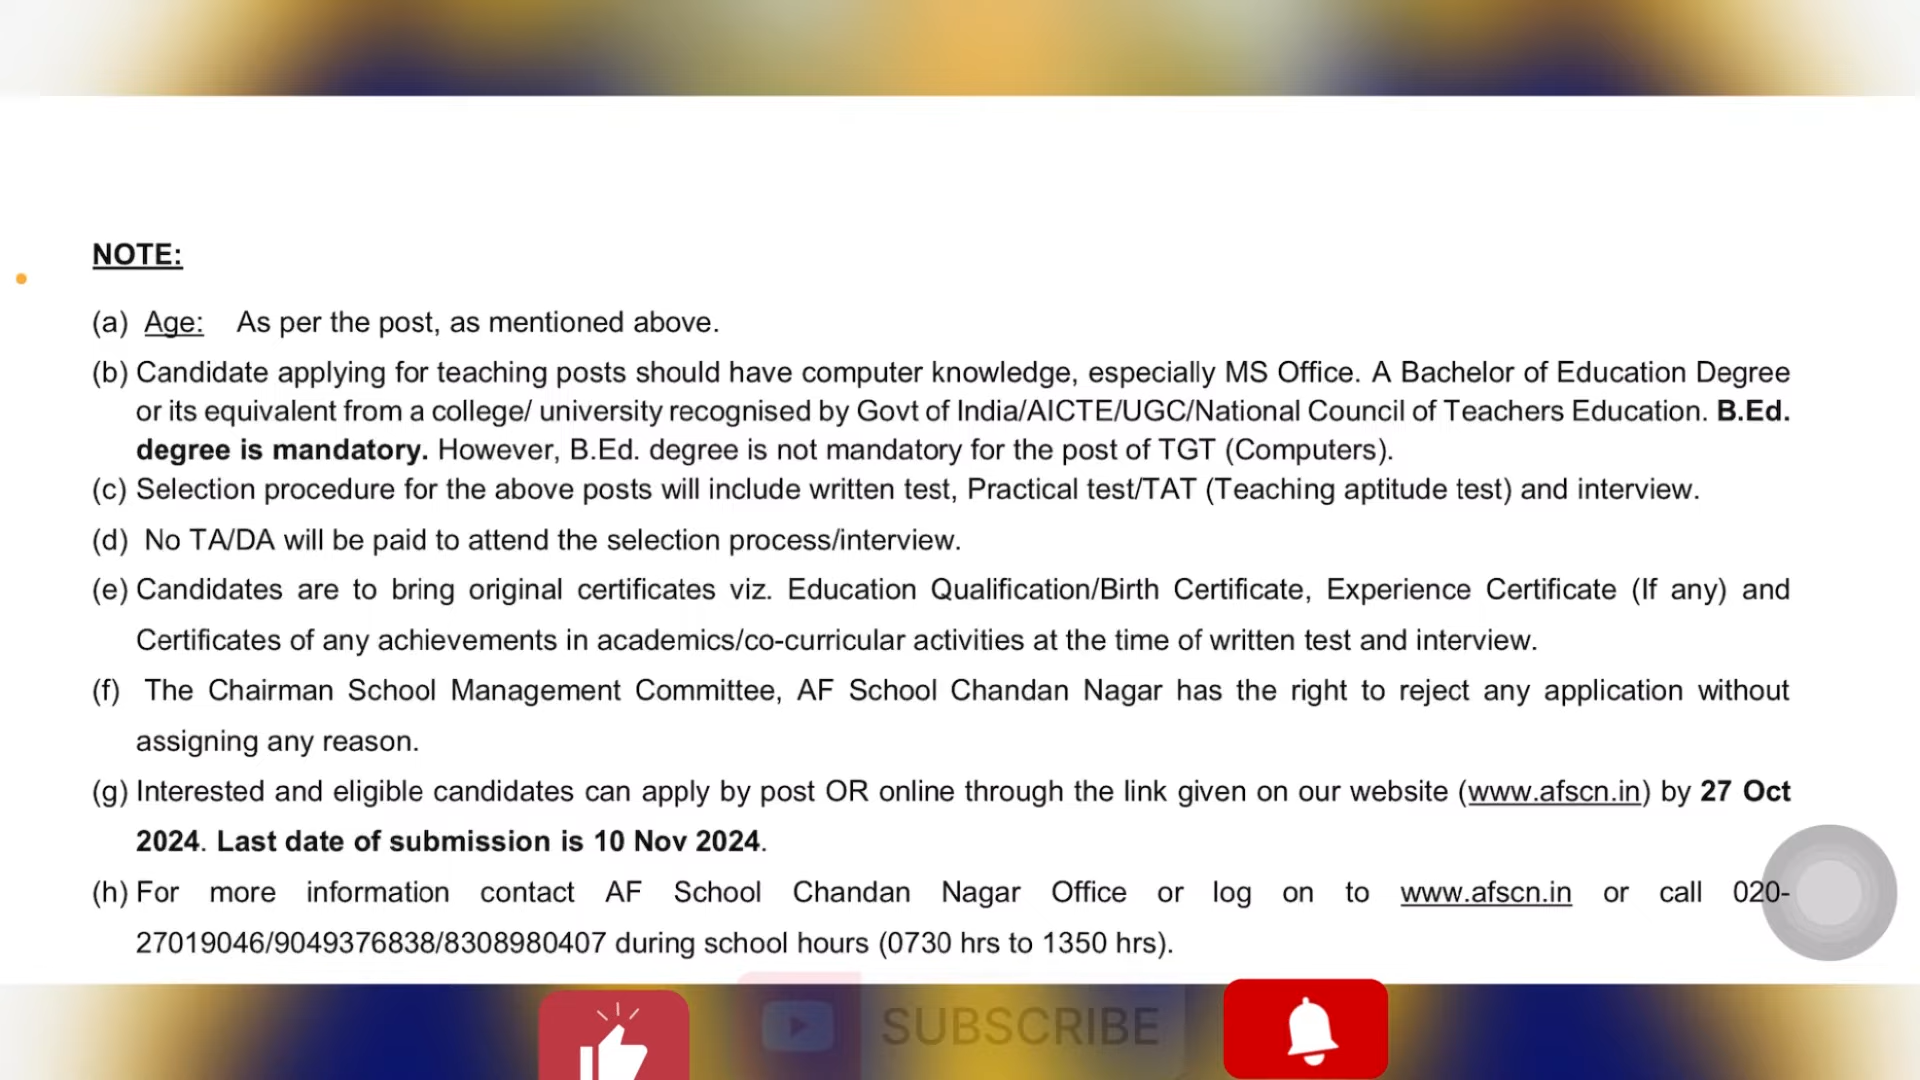 NOTE:
(a) Age: As per the post, as mentioned above.
(b) Candidate applying for teaching posts should have computer knowledge, especially MS Office. A Bachelor of Education Degree
or its equivalent from a college/ university recognised by Govt of India/AICTE/UGC/National Council of Teachers Education. B.Ed.
degree is mandatory. However, B.Ed. degree is not mandatory for the post of TGT (Computers).
(c) Selection procedure for the above posts will include written test, Practical test/TAT (Teaching aptitude test) and interview.
(d) No TA/DA will be paid to attend the selection process/interview.
(e) Candidates are to bring original certificates viz. Education Qualification/Birth Certificate, Experience Certificate (If any) and
Certificates of any achievements in academics/co-curricular activities at the time of written test and interview.
(f) The Chairman School Management Committee, AF School Chandan Nagar has the right to reject any application without
assigning any reason.
(g) Interested and eligible candidates can apply by post OR online through the link given on our website (www.afscn.in) by 27 Oct
2024. Last date of submission is 10 Nov 2024.
(h) For more information contact AF School Chandan Nagar Office or log on to www.afscn.in or call 020-
27019046/9049376838/8308980407 during school hours (0730 hrs to 1350 hrs).
SUBSCRIBE